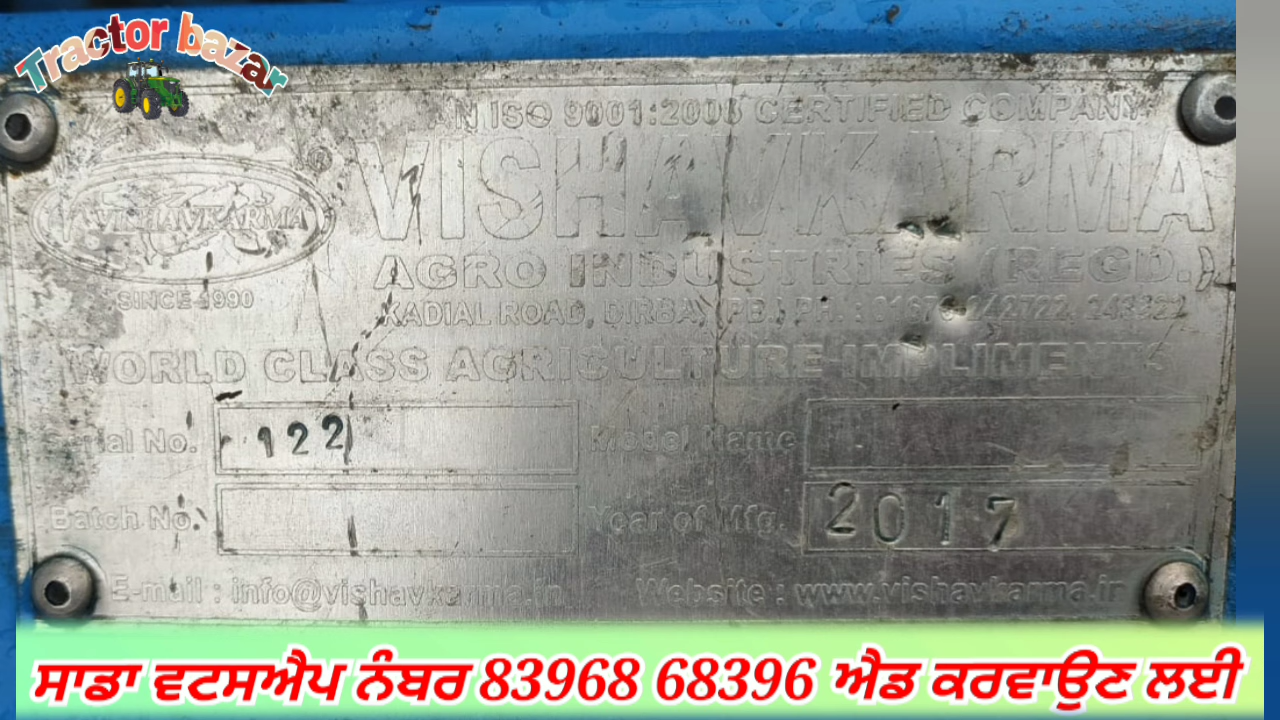 Tractor bazar
AN ISO 9001:2008 CERTIFIED COMPANY
VISHAVKARMA
VISHAVKARMA ®
AGRO INDUSTRIES (REGD.)
SINCE 1990
KADIAL ROAD, DIRBA, (PB.) PH. :
WORLD CLASS AGRICULTURE IMPLIMENTS
Serial No. 122 Model Name
Batch No. Year of Mfg. 2017
E-mail : info@vishavkarma.in Website : www.vishavkarma.in
ਸਾਡਾ ਵਟਸਐਪ ਨੰਬਰ 83968 68396 ਐਡ ਕਰਵਾਉਣ ਲਈ